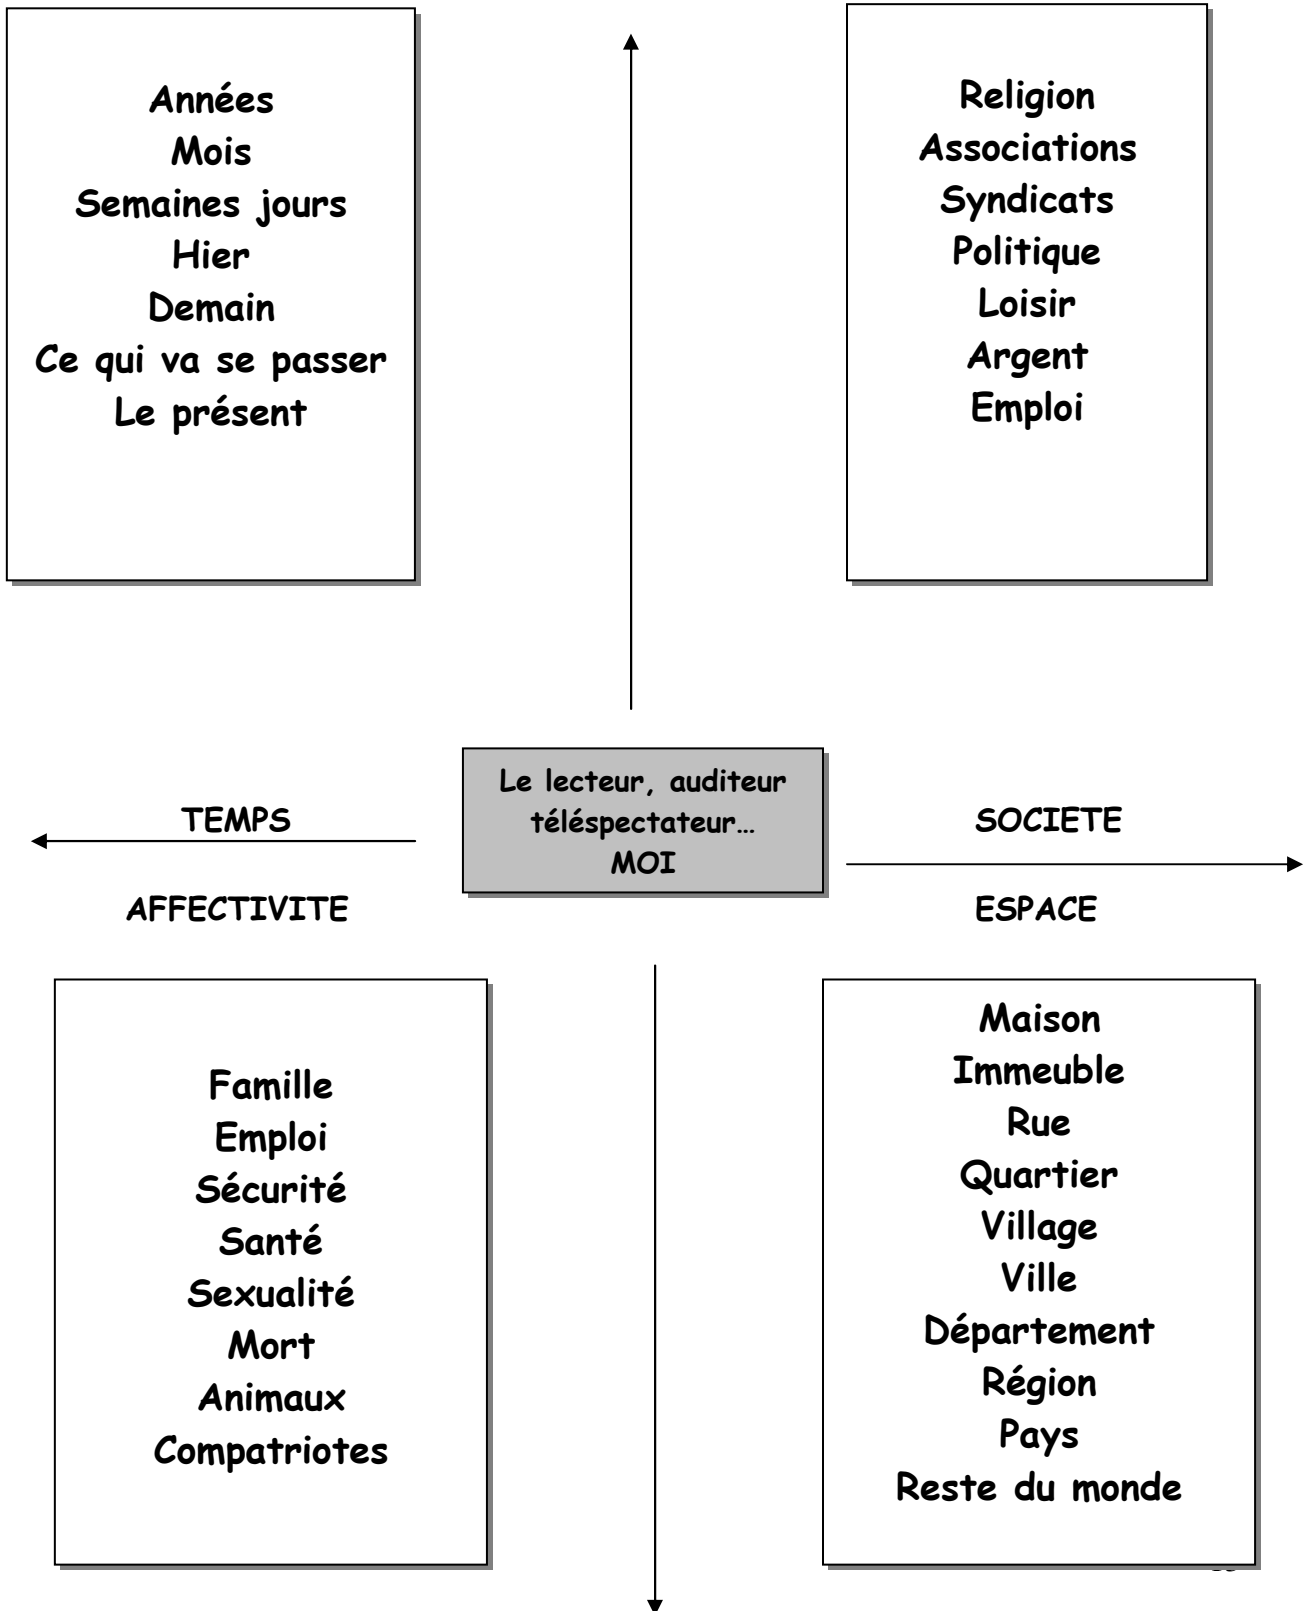 Années
Mois
Semaines jours
Hier
Demain
Ce qui va se passer
Le présent
Religion
Associations
Syndicats
Politique
Loisir
Argent
Emploi
Le lecteur, auditeur
téléspectateur…
MOI
TEMPS
SOCIETE
AFFECTIVITE
ESPACE
Famille
Emploi
Sécurité
Santé
Sexualité
Mort
Animaux
Compatriotes
Maison
Immeuble
Rue
Quartier
Village
Ville
Département
Région
Pays
Reste du monde